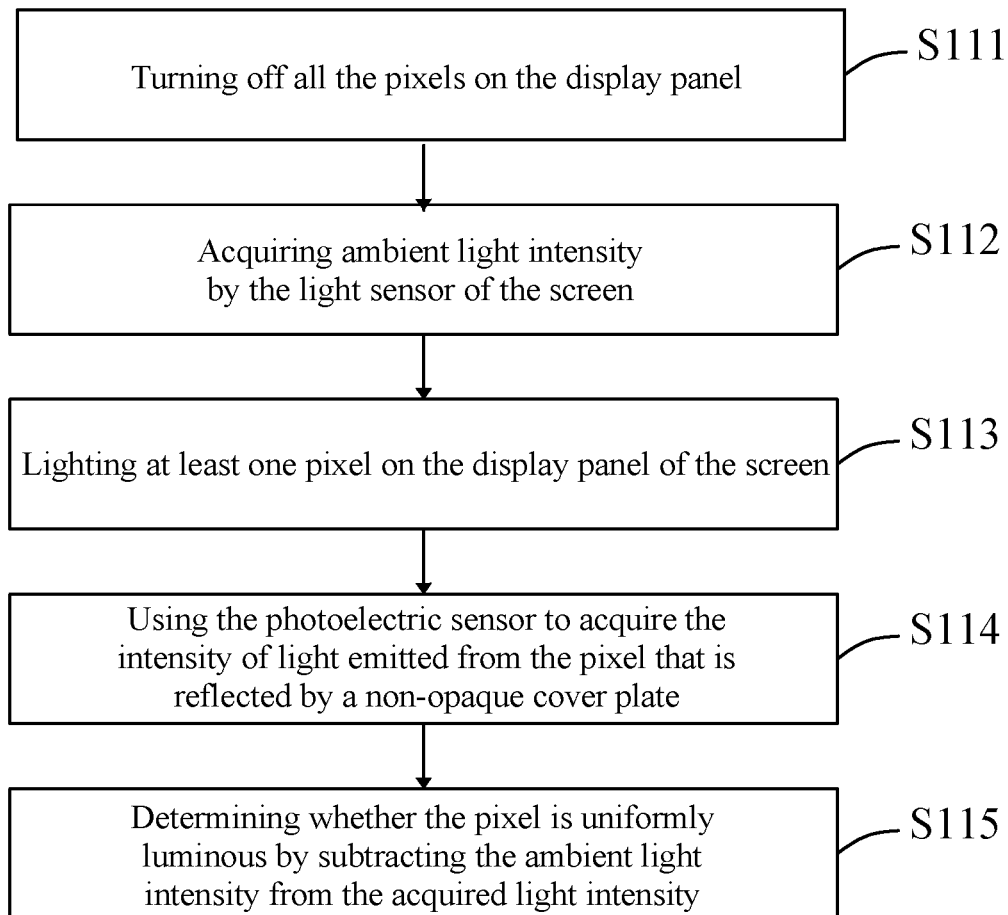 Turning off all the pixels on the display panel
S111
Acquiring ambient light intensity
by the light sensor of the screen
S112
Lighting at least one pixel on the display panel of the screen
S113
Using the photoelectric sensor to acquire the
intensity of light emitted from the pixel that is
reflected by a non-opaque cover plate
S114
Determining whether the pixel is uniformly
luminous by subtracting the ambient light
intensity from the acquired light intensity
S115